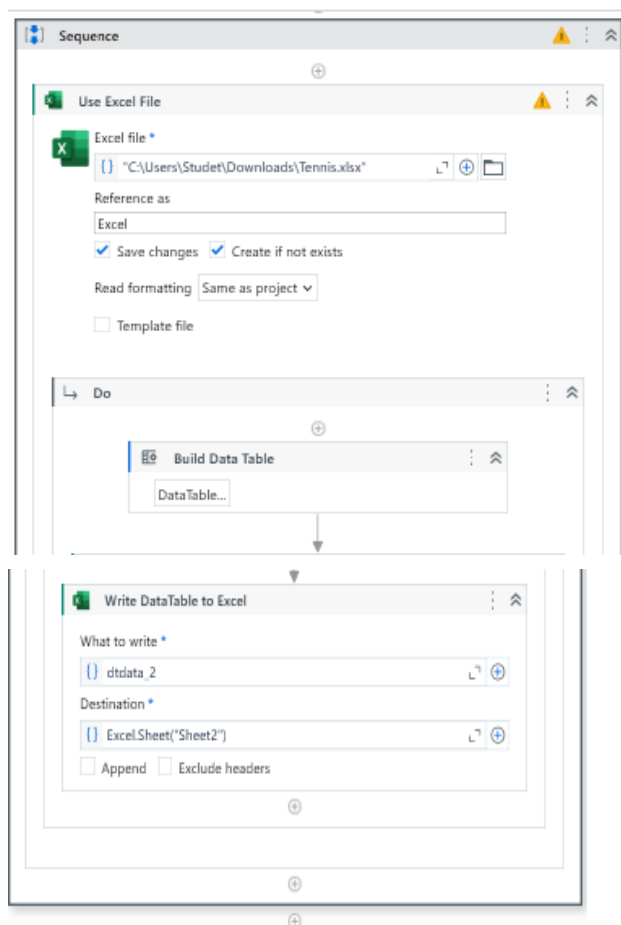 Sequence
Use Excel File
Excel file *
"C:\Users\Studet\Downloads\Tennis.xlsx"
Reference as
Excel
Save changes Create if not exists
Read formatting Same as project
Template file
Do
Build Data Table
DataTable...
Write DataTable to Excel
What to write *
dtdata_2
Destination *
Excel.Sheet("Sheet2")
Append Exclude headers